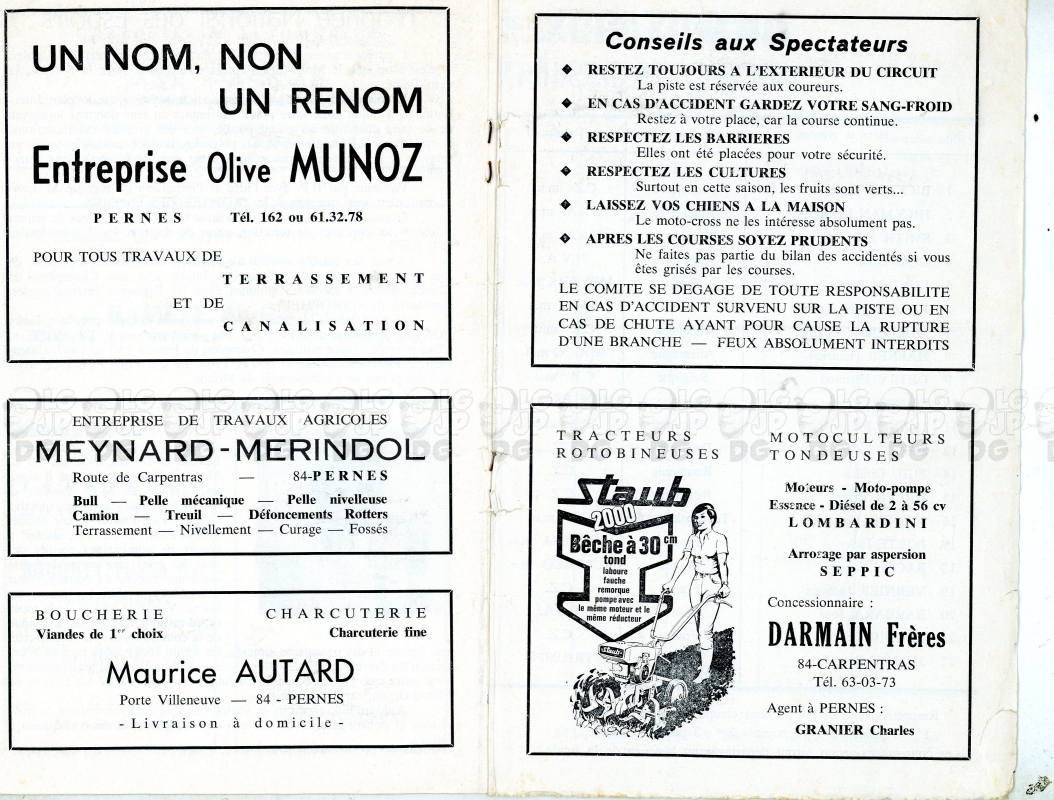 UN NOM, NON
UN RENOM
Entreprise Olive MUNOZ
PERNES Tél. 162 ou 61.32.78
POUR TOUS TRAVAUX DE
TERRASSEMENT
ET DE
CANALISATION
ENTREPRISE DE TRAVAUX AGRICOLES
MEYNARD-MERINDOL
Route de Carpentras — 84-PERNES
Bull — Pelle mécanique — Pelle nivelleuse
Camion — Treuil — Défoncements Rotters
Terrassement — Nivellement — Curage — Fossés
BOUCHERIE CHARCUTERIE
Viandes de 1er choix Charcuterie fine
Maurice AUTARD
Porte Villeneuve — 84 - PERNES
- Livraison à domicile -
Conseils aux Spectateurs
❖ RESTEZ TOUJOURS A L'EXTERIEUR DU CIRCUIT
La piste est réservée aux coureurs.
❖ EN CAS D'ACCIDENT GARDEZ VOTRE SANG-FROID
Restez à votre place, car la course continue.
❖ RESPECTEZ LES BARRIERES
Elles ont été placées pour votre sécurité.
❖ RESPECTEZ LES CULTURES
Surtout en cette saison, les fruits sont verts...
❖ LAISSEZ VOS CHIENS A LA MAISON
Le moto-cross ne les intéresse absolument pas.
❖ APRES LES COURSES SOYEZ PRUDENTS
Ne faites pas partie du bilan des accidentés si vous
êtes grisés par les courses.
LE COMITE SE DEGAGE DE TOUTE RESPONSABILITE
EN CAS D'ACCIDENT SURVENU SUR LA PISTE OU EN
CAS DE CHUTE AYANT POUR CAUSE LA RUPTURE
D'UNE BRANCHE — FEUX ABSOLUMENT INTERDITS
TRACTEURS
ROTOBINEUSES
Staub
2000
Bêche à 30 cm
tond
laboure
fauche
remorque
pompe avec
le même moteur et le
même réducteur
Staub
MOTOCULTEURS
TONDEUSES
Moteurs - Moto-pompe
Essence - Diésel de 2 à 56 cv
LOMBARDINI
Arrosage par aspersion
SEPPIC
Concessionnaire :
DARMAIN Frères
84-CARPENTRAS
Tél. 63-03-73
Agent à PERNES :
GRANIER Charles